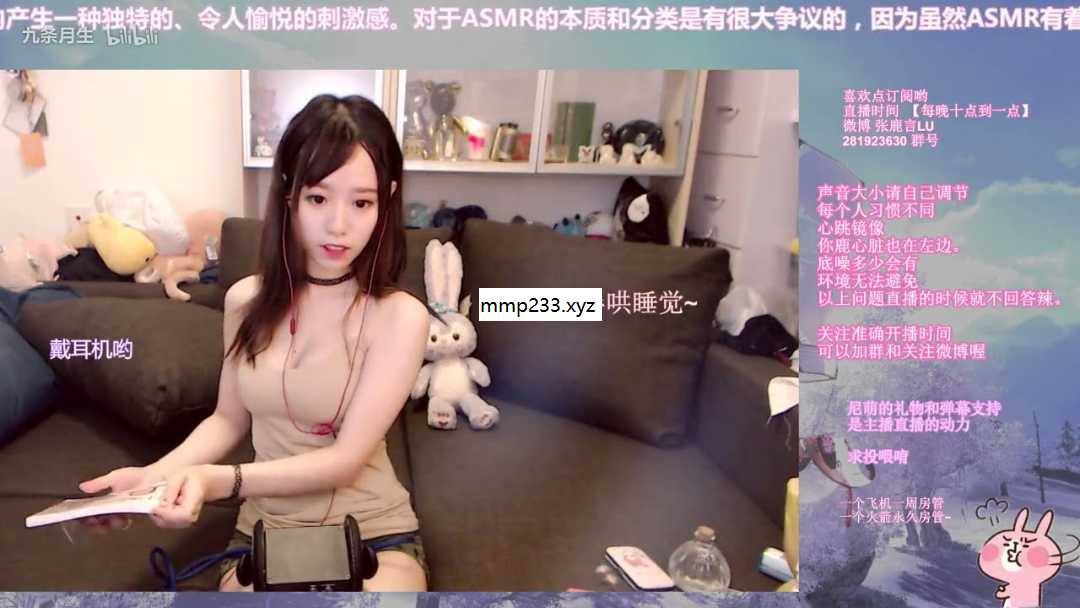 的产生一种独特的、令人愉悦的刺激感。对于ASMR的本质和分类是有很大争议的，因为虽然ASMR有着
九条月生 bilibili
喜欢点订阅哟
直播时间 【每晚十点到一点】
微博 张鹿言LU
281923630 群号
声音大小请自己调节
每个人习惯不同
心跳镜像
你鹿心脏也在左边。
底噪多少会有
环境无法避免
以上问题直播的时候就不回答辣。
mmp233.xyz
哄睡觉~
戴耳机哟
关注准确开播时间
可以加群和关注微博喔
尼萌的礼物和弹幕支持
是主播直播的动力
求投喂唷
一个飞机一周房管
一个火箭永久房管~